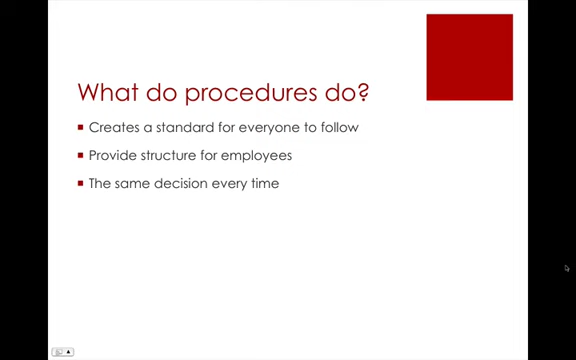 What do procedures do?
Creates a standard for everyone to follow
Provide structure for employees
The same decision every time